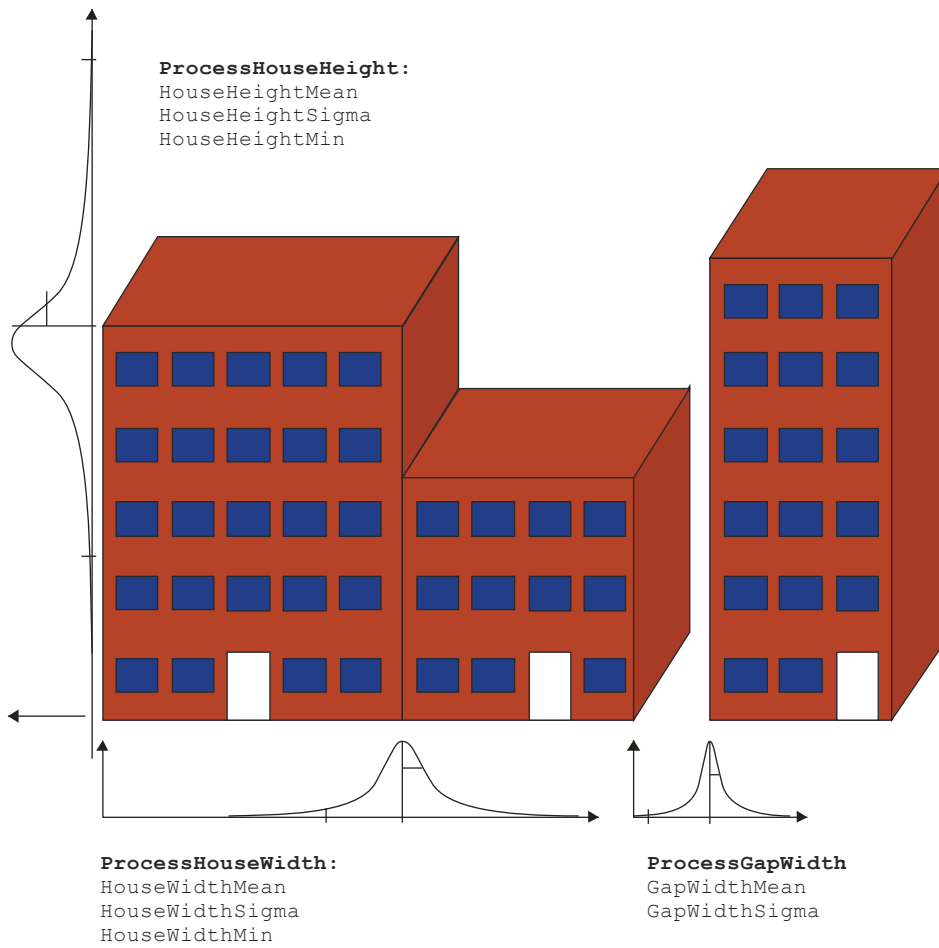 ProcessHouseHeight:
HouseHeightMean
HouseHeightSigma
HouseHeightMin
ProcessHouseWidth:
HouseWidthMean
HouseWidthSigma
HouseWidthMin
ProcessGapWidth
GapWidthMean
GapWidthSigma